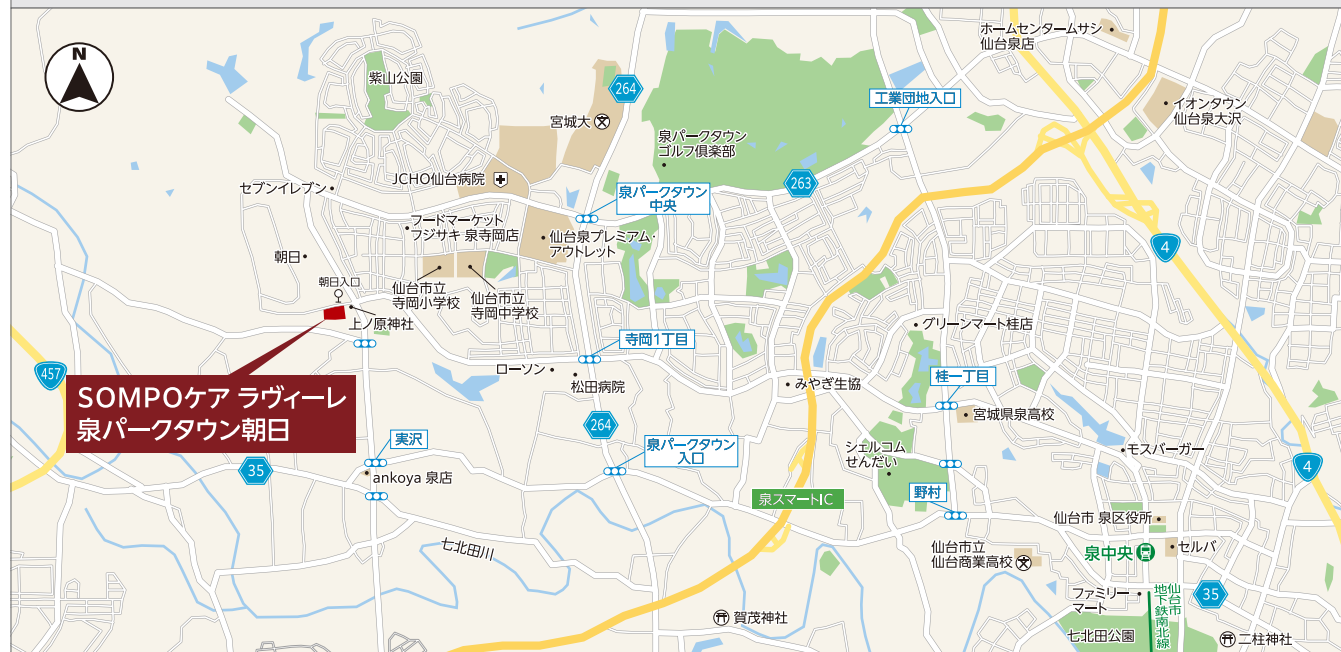 N
紫山公園
264
宮城大
ホームセンタームサシ
仙台泉店
工業団地入口
イオンタウン
仙台泉大沢
泉パークタウン
ゴルフ倶楽部
JCHO仙台病院
セブンイレブン
263
泉パークタウン
中央
フードマーケット
フジサキ 泉寺岡店
仙台泉プレミアム・
アウトレット
4
朝日
朝日入口
仙台市立
寺岡小学校
仙台市立
寺岡中学校
上ノ原神社
グリーンマート桂店
寺岡1丁目
457
ローソン
松田病院
みやぎ生協
桂一丁目
SOMPOケア ラヴィーレ
泉パークタウン朝日
宮城県泉高校
264
実沢
泉パークタウン
入口
シェルコム
せんだい
モスバーガー
35
ankoya 泉店
4
泉スマートIC
野村
仙台市 泉区役所
七北田川
仙台市立
仙台商業高校
泉中央
セルバ
ファミリー
マート
仙台市
地下鉄南北線
35
賀茂神社
七北田公園
二柱神社